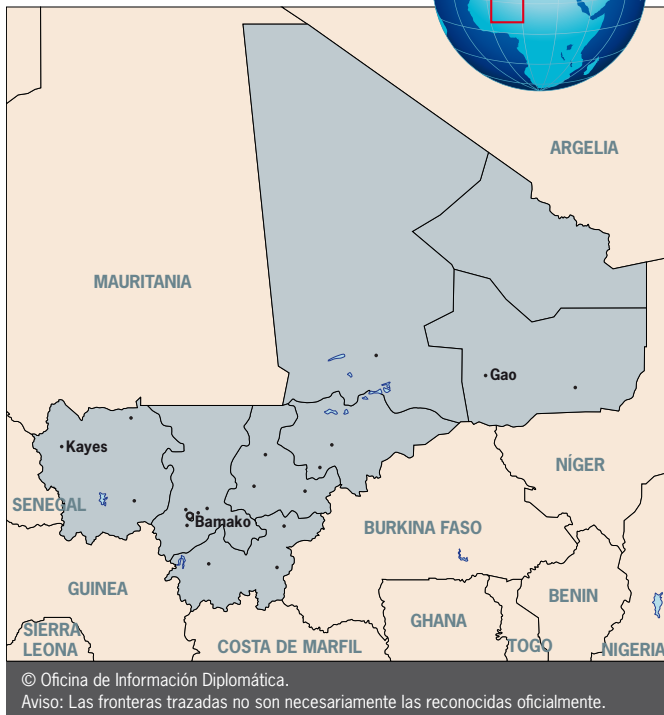 ARGELIA
MAURITANIA
Gao
Kayes
NÍGER
SENEGAL
Bamako
BURKINA FASO
GUINEA
BENIN
GHANA
SIERRA
LEONA
COSTA DE MARFIL
TOGO
NIGERIA
© Oficina de Información Diplomática.
Aviso: Las fronteras trazadas no son necesariamente las reconocidas oficialmente.